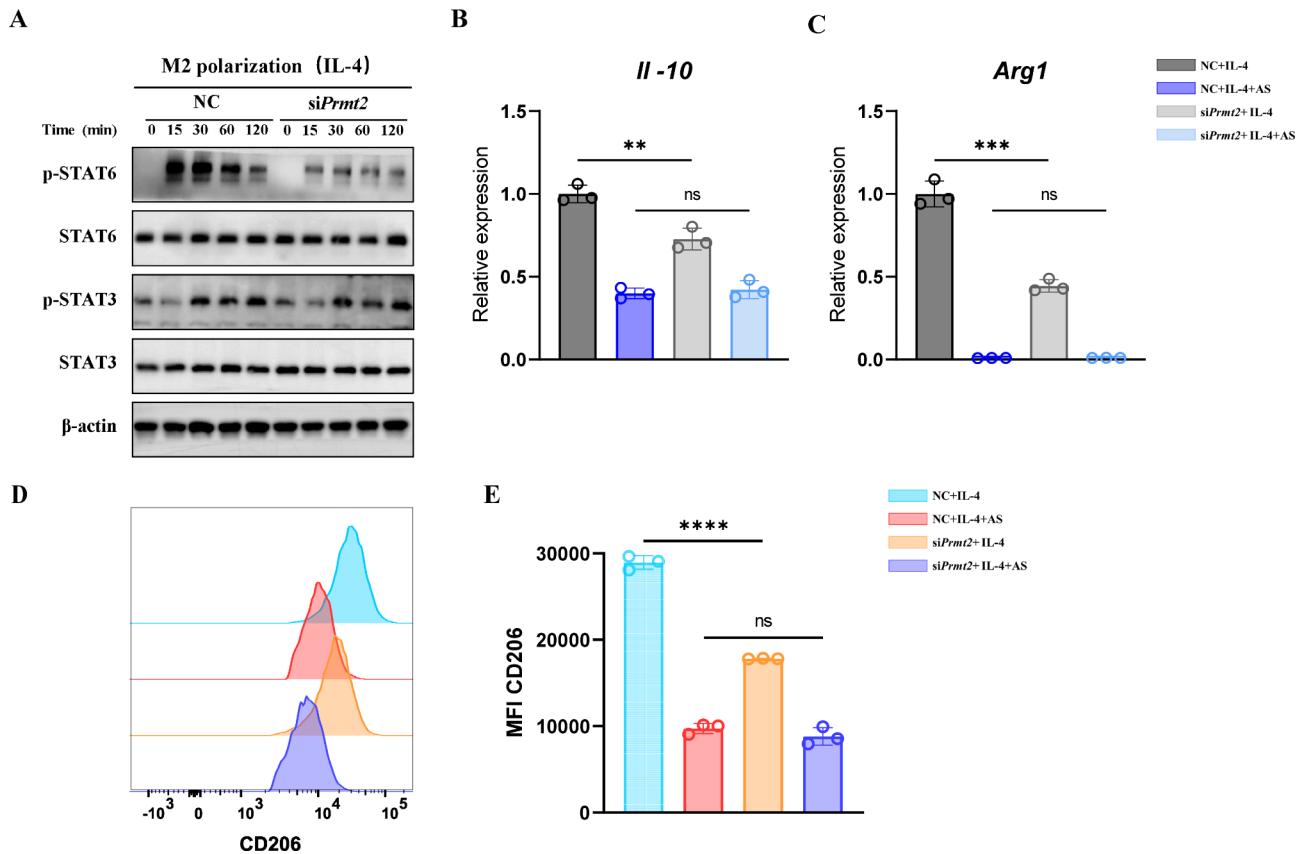 A
M2 polarization（IL-4）
NC siPrmt2
Time (min) 0 15 30 60 120 0 15 30 60 120
p-STAT6
STAT6
p-STAT3
STAT3
β-actin
B
Il -10
Relative expression
1.5
1.0
0.5
0.0
**
ns
C
Arg1
Relative expression
1.5
1.0
0.5
0.0
***
ns
NC+IL-4
NC+IL-4+AS
siPrmt2+ IL-4
siPrmt2+ IL-4+AS
D
-10³ 0 10³ 10⁴ 10⁵
CD206
E
MFI CD206
30000
20000
10000
0
****
ns
NC+IL-4
NC+IL-4+AS
siPrmt2+ IL-4
siPrmt2+ IL-4+AS